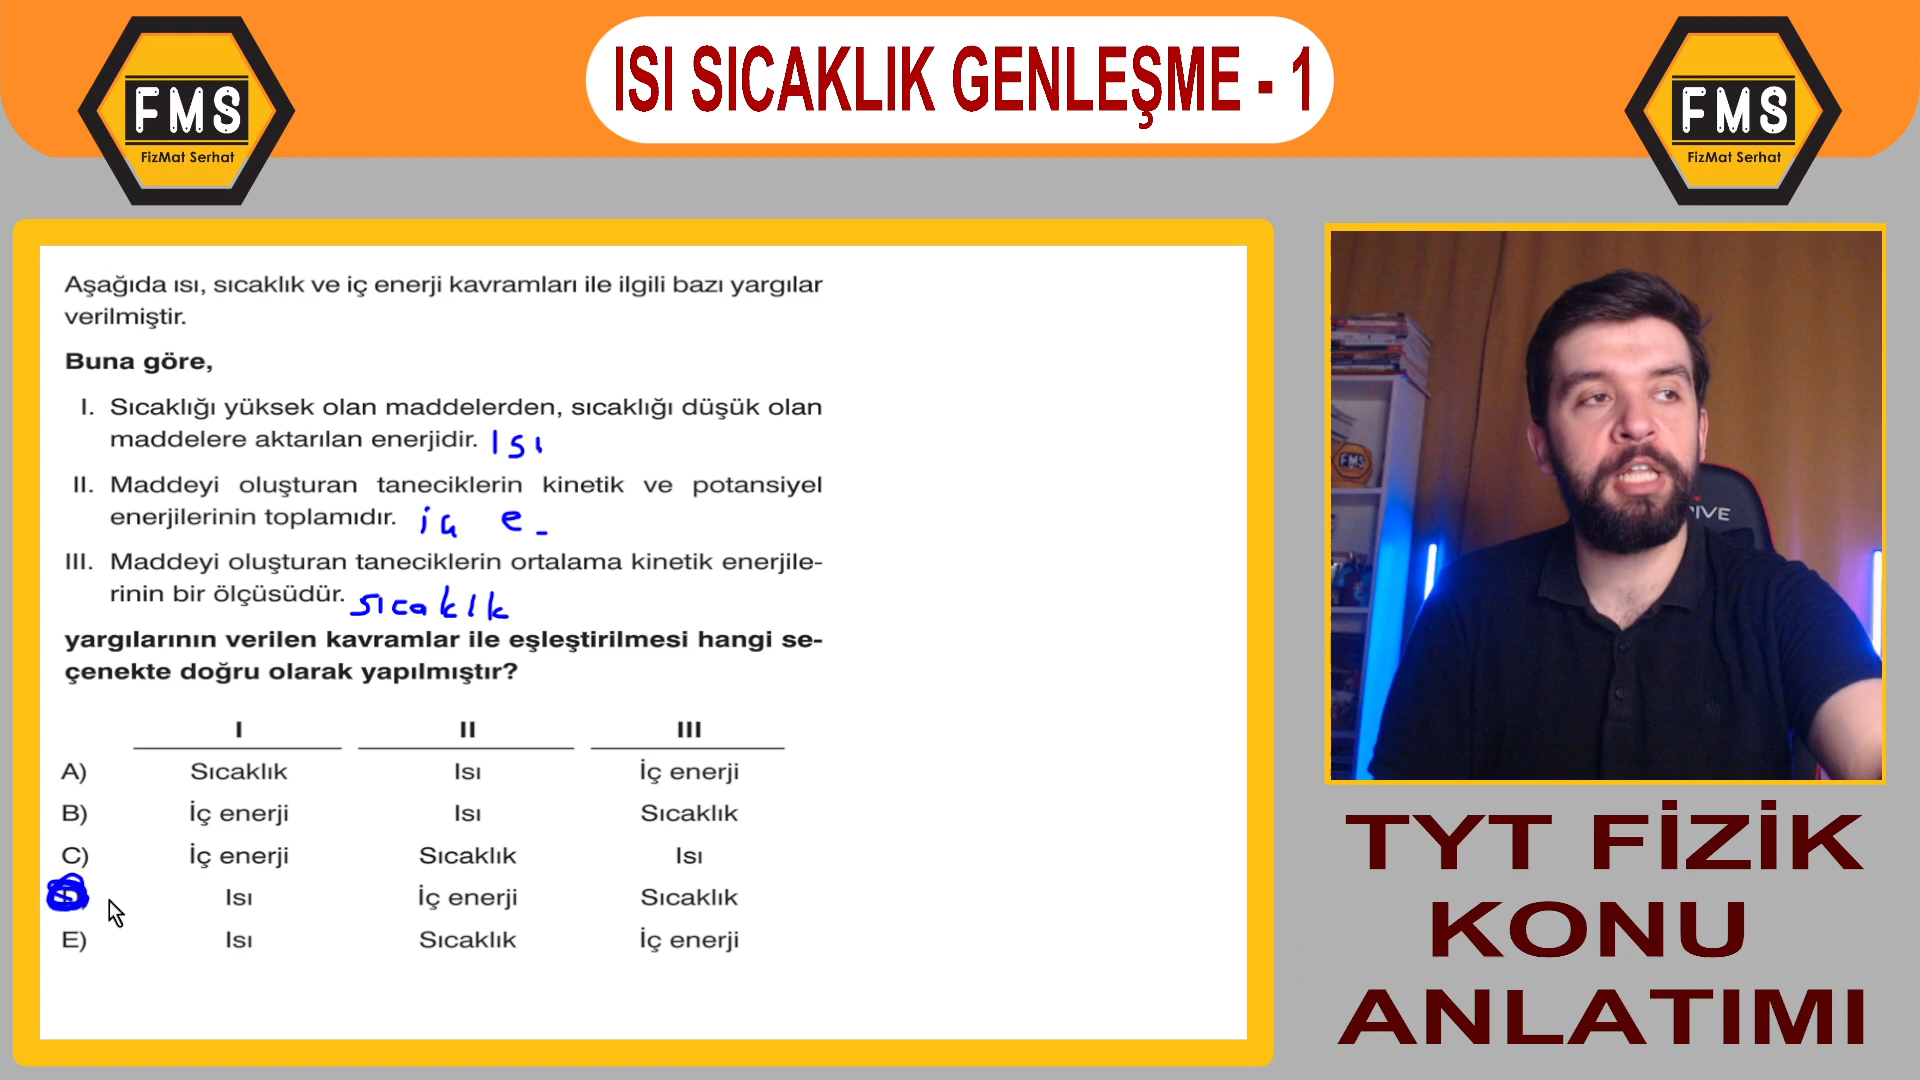 ISI SICAKLIK GENLEŞME - 1
FMS
FizMat Serhat
FMS
FizMat Serhat
Aşağıda ısı, sıcaklık ve iç enerji kavramları ile ilgili bazı yargılar
verilmiştir.
Buna göre,
I. Sıcaklığı yüksek olan maddelerden, sıcaklığı düşük olan
maddelere aktarılan enerjidir. ısı
II. Maddeyi oluşturan taneciklerin kinetik ve potansiyel
enerjilerinin toplamıdır. iç e_
III. Maddeyi oluşturan taneciklerin ortalama kinetik enerjile-
rinin bir ölçüsüdür. sıcaklık
yargılarının verilen kavramlar ile eşleştirilmesi hangi se-
çenekte doğru olarak yapılmıştır?
I II III
A) Sıcaklık Isı İç enerji
B) İç enerji Isı Sıcaklık
C) İç enerji Sıcaklık Isı
Isı İç enerji Sıcaklık
E) Isı Sıcaklık İç enerji
FMS
TYT FİZİK
KONU
ANLATIMI